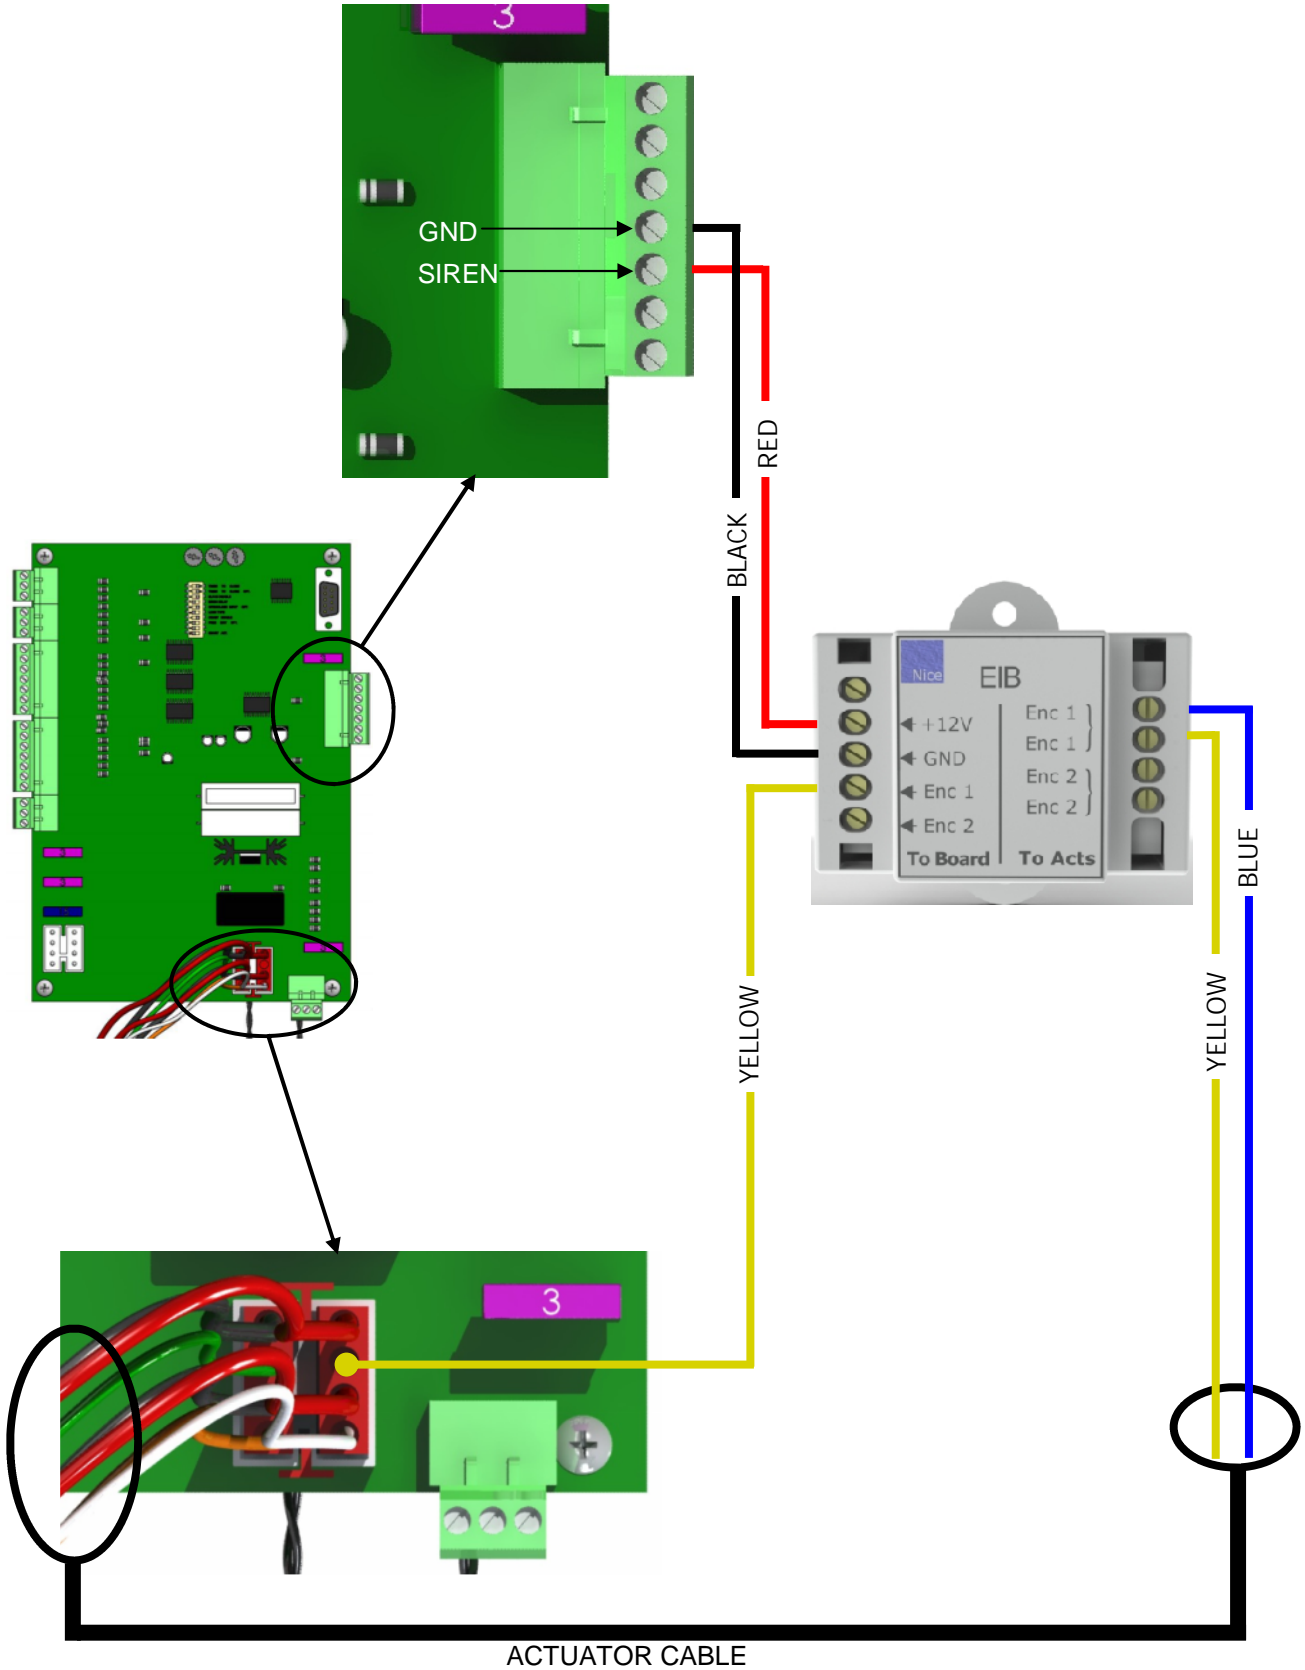 3
GND
SIREN
RED
BLACK
Nice
EIB
+12V
GND
Enc 1
Enc 2
To Board
Enc 1
Enc 1
Enc 2
Enc 2
To Acts
BLUE
YELLOW
YELLOW
3
ACTUATOR CABLE